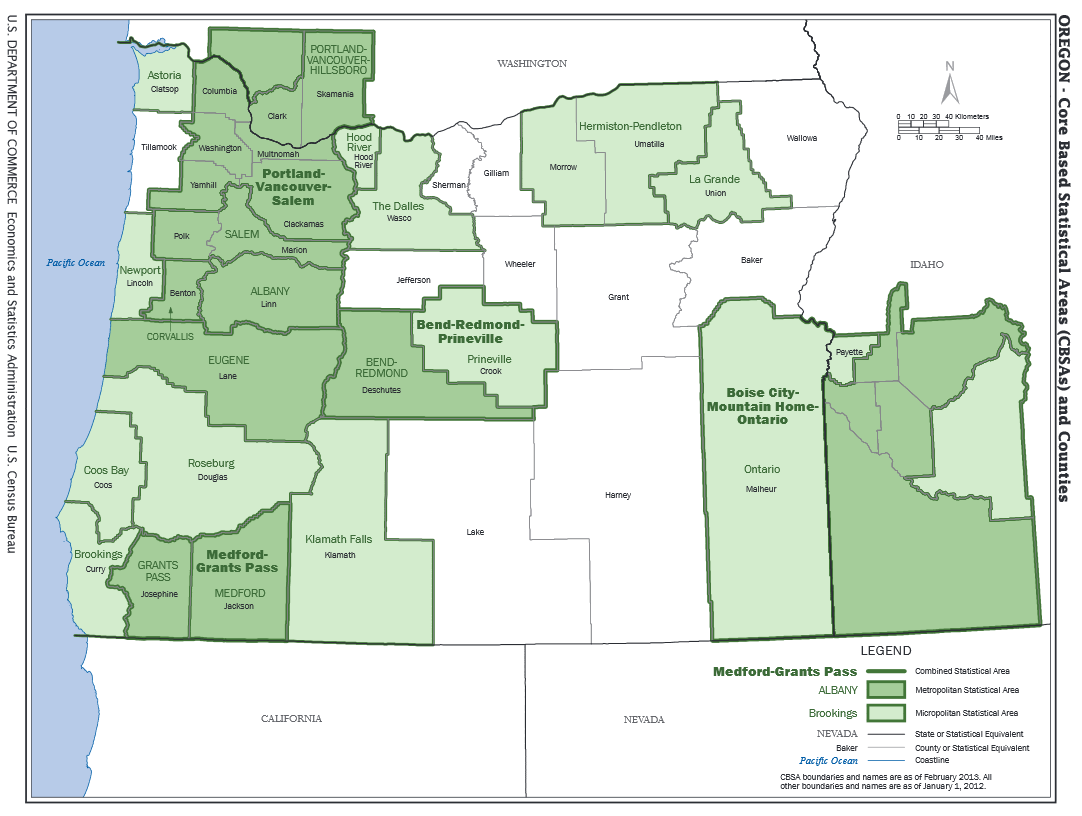 OREGON - Core Based Statistical Areas (CBSAs) and Counties
U.S. DEPARTMENT OF COMMERCE Economics and Statistics Administration U.S. Census Bureau
WASHINGTON
N
0 10 20 30 40 Kilometers
0 10 20 30 40 Miles
PORTLAND-
VANCOUVER-
HILLSBORO
Astoria
Clatsop
Columbia
Skamania
Clark
Tillamook
Washington
Multnomah
Hood
River
Hood
River
Hermiston-Pendleton
Umatilla
Morrow
Wallowa
Gilliam
Sherman
La Grande
Union
Yamhill
Portland-
Vancouver-
Salem
Clackamas
The Dalles
Wasco
Polk
SALEM
Marion
Pacific Ocean
Newport
Lincoln
Benton
ALBANY
Linn
Jefferson
Wheeler
Grant
Baker
IDAHO
CORVALLIS
EUGENE
Lane
Bend-Redmond-
Prineville
Prineville
Crook
BEND-
REDMOND
Deschutes
Payette
Boise City-
Mountain Home-
Ontario
Ontario
Malheur
Coos Bay
Coos
Roseburg
Douglas
Harney
Lake
Klamath Falls
Klamath
Brookings
Curry
GRANTS
PASS
Josephine
Medford-
Grants Pass
MEDFORD
Jackson
CALIFORNIA
NEVADA
LEGEND
Medford-Grants Pass Combined Statistical Area
ALBANY Metropolitan Statistical Area
Brookings Micropolitan Statistical Area
NEVADA State or Statistical Equivalent
Baker County or Statistical Equivalent
Pacific Ocean Coastline
CBSA boundaries and names are as of February 2013. All
other boundaries and names are as of January 1, 2012.